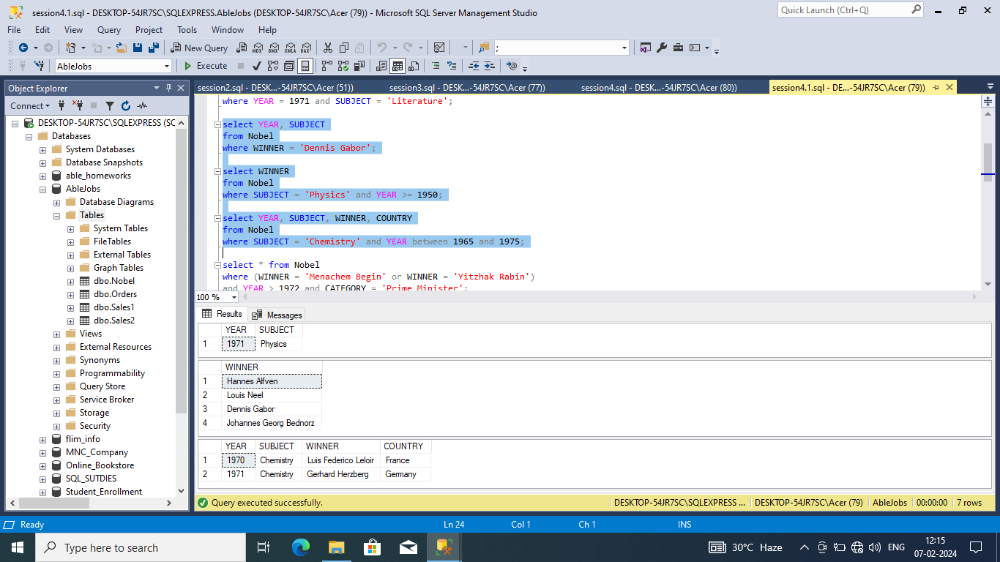 session4.1.sql - DESKTOP-54JR7SC\SQLEXPRESS.AbleJobs (DESKTOP-54JR7SC\Acer (79)) - Microsoft SQL Server Management Studio
Quick Launch (Ctrl+Q)
File Edit View Query Project Tools Window Help
New Query
MDX DMX XMLA DAX
;
AbleJobs
Execute
Object Explorer
session2.sql - DESK...-54JR7SC\Acer (51))
session3.sql - DESK...-54JR7SC\Acer (77))
session4.sql - DESK...-54JR7SC\Acer (80))
session4.1.sql - DE...-54JR7SC\Acer (79))
Connect
DESKTOP-54JR7SC\SQLEXPRESS (SC
Databases
System Databases
Database Snapshots
able_homeworks
AbleJobs
Database Diagrams
Tables
System Tables
FileTables
External Tables
Graph Tables
dbo.Nobel
dbo.Orders
dbo.Sales1
dbo.Sales2
Views
External Resources
Synonyms
Programmability
Query Store
Service Broker
Storage
Security
flim_info
MNC_Company
Online_Bookstore
SQL_SUTDIES
Student_Enrollment
where YEAR = 1971 and SUBJECT = 'Literature';
select YEAR, SUBJECT
from Nobel
where WINNER = 'Dennis Gabor';
select WINNER
from Nobel
where SUBJECT = 'Physics' and YEAR >= 1950;
select YEAR, SUBJECT, WINNER, COUNTRY
from Nobel
where SUBJECT = 'Chemistry' and YEAR between 1965 and 1975;
select * from Nobel
where (WINNER = 'Menachem Begin' or WINNER = 'Yitzhak Rabin')
and YEAR > 1972 and CATEGORY = 'Prime Minister';
100 %
Results Messages
YEAR SUBJECT
1 1971 Physics
WINNER
1 Hannes Alfven
2 Louis Neel
3 Dennis Gabor
4 Johannes Georg Bednorz
YEAR SUBJECT WINNER COUNTRY
1 1970 Chemistry Luis Federico Leloir France
2 1971 Chemistry Gerhard Herzberg Germany
Query executed successfully.
DESKTOP-54JR7SC\SQLEXPRESS ... DESKTOP-54JR7SC\Acer (79) AbleJobs 00:00:00 7 rows
Ready Ln 24 Col 1 Ch 1 INS
Type here to search
30°C Haze
ENG
12:15
07-02-2024